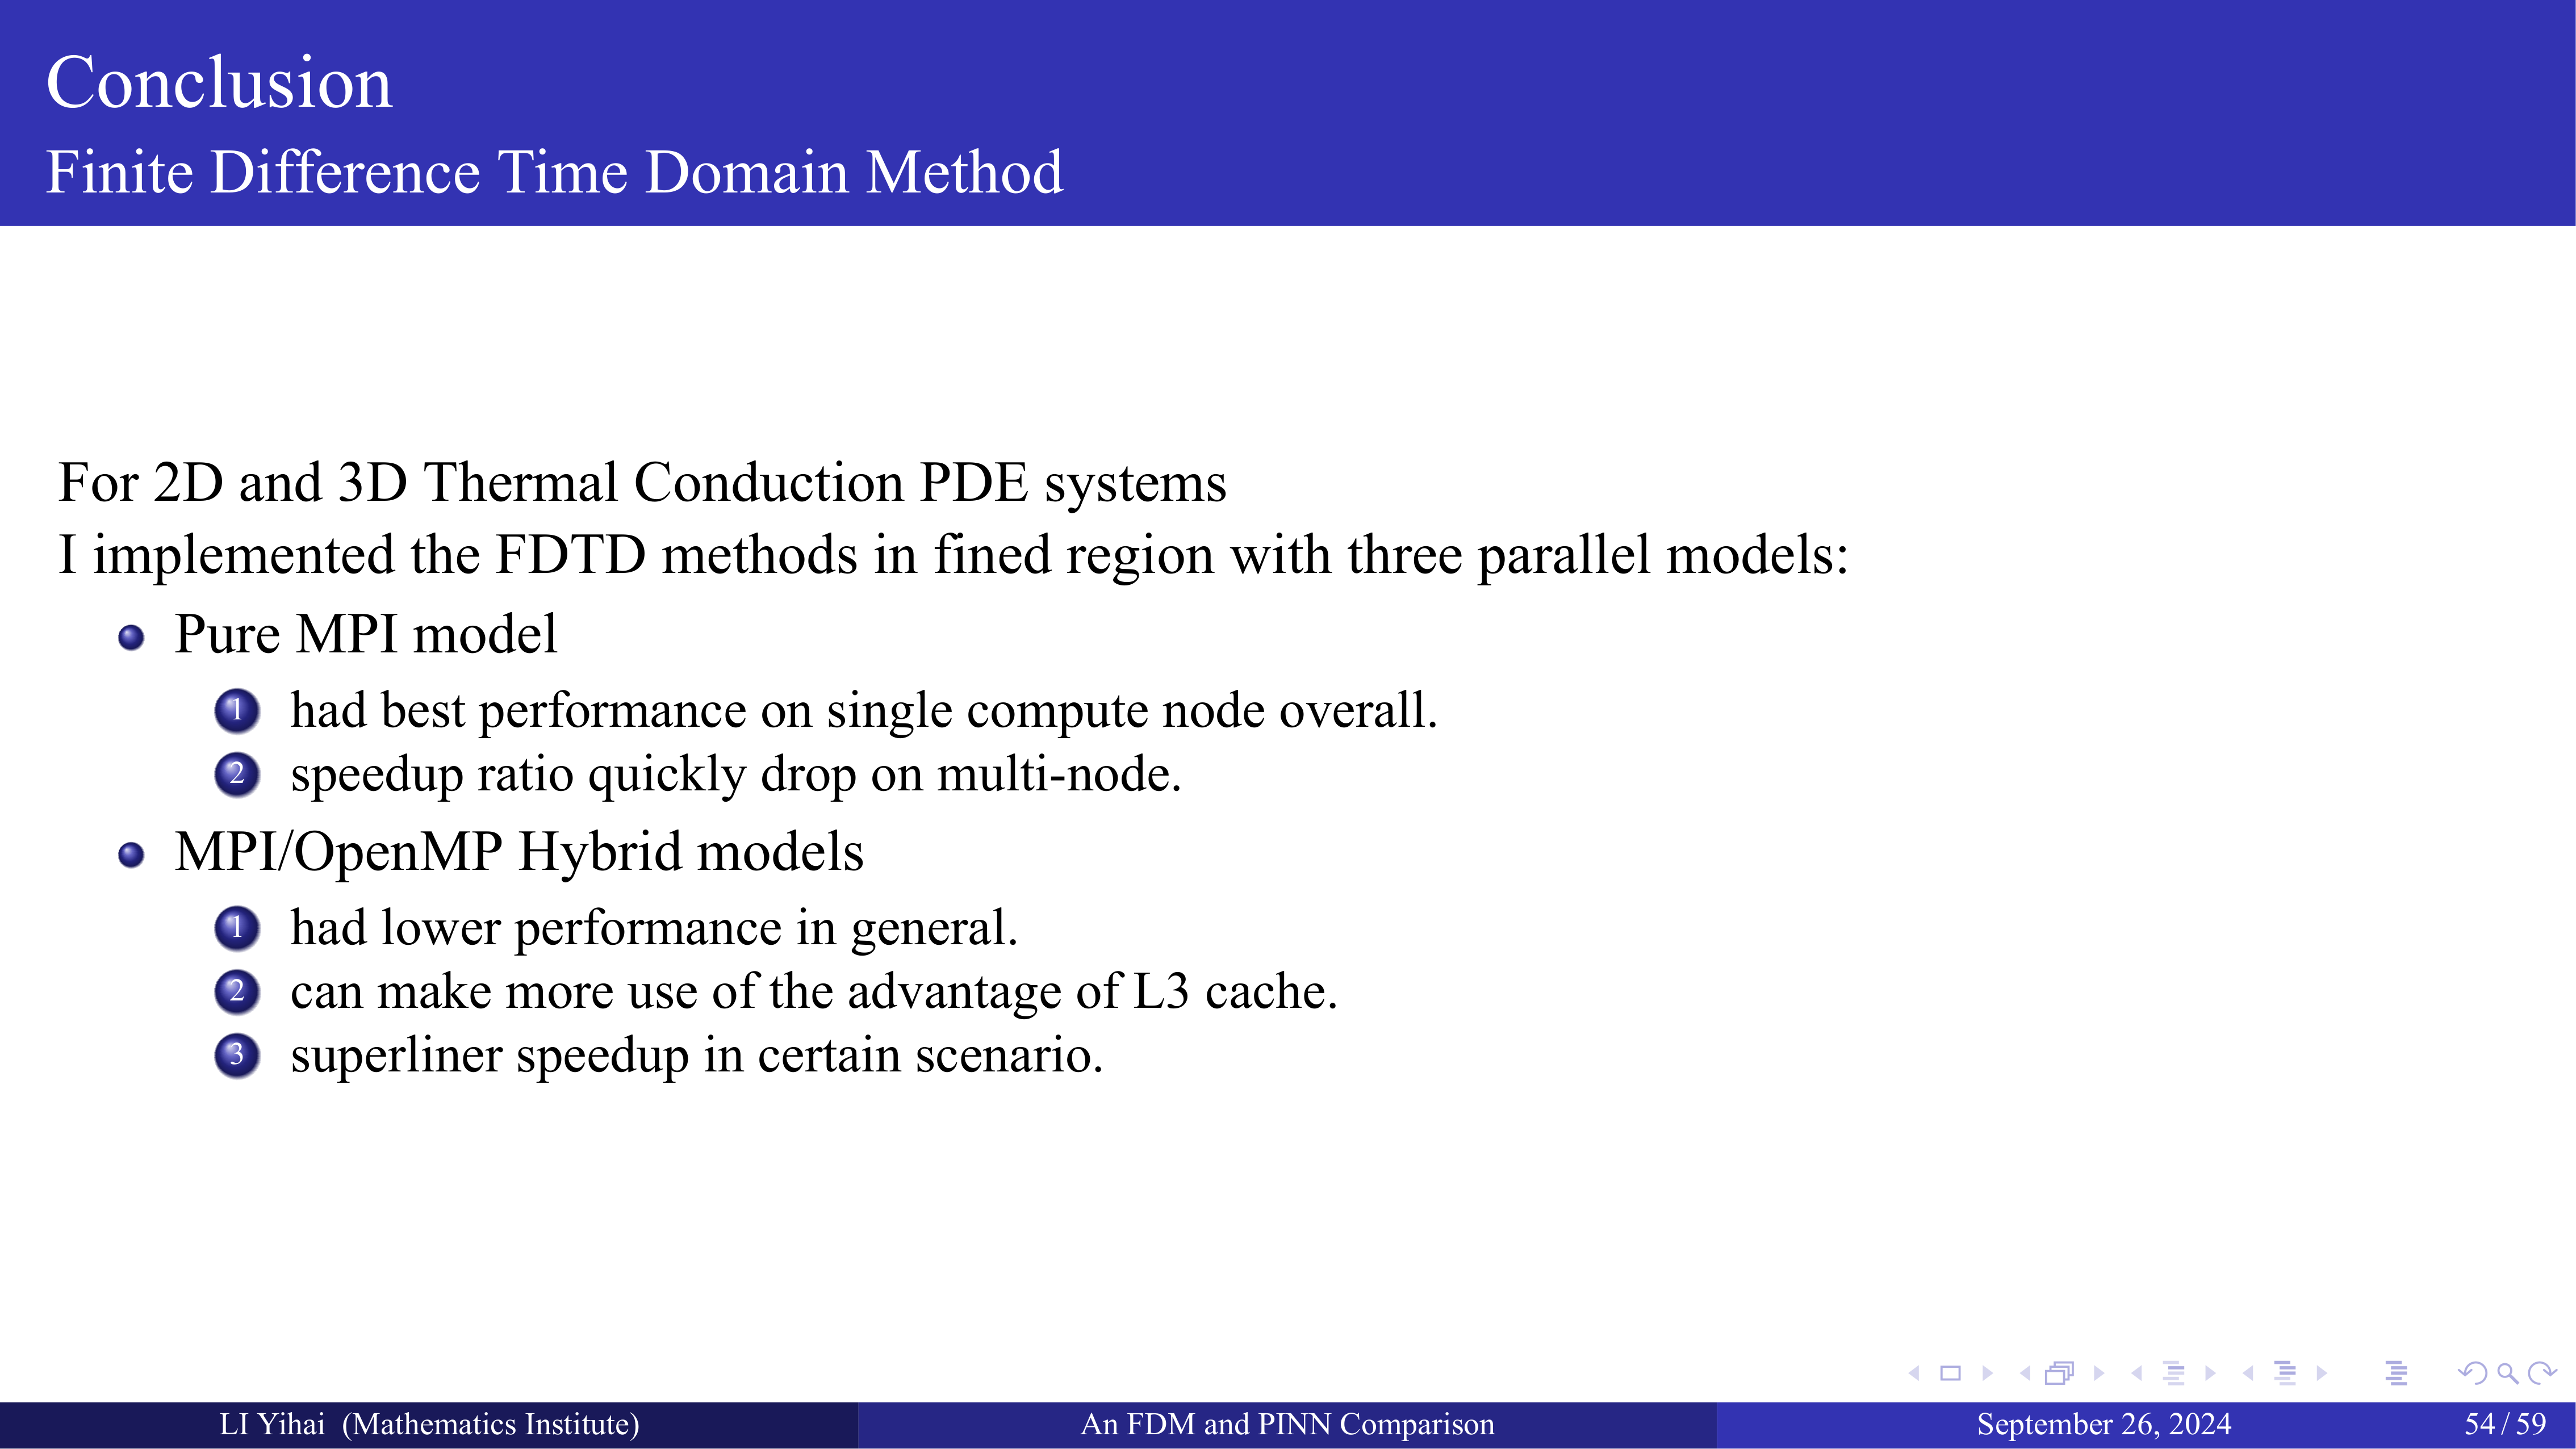 Conclusion
Finite Difference Time Domain Method
For 2D and 3D Thermal Conduction PDE systems
I implemented the FDTD methods in fined region with three parallel models:
Pure MPI model
1 had best performance on single compute node overall.
2 speedup ratio quickly drop on multi-node.
MPI/OpenMP Hybrid models
1 had lower performance in general.
2 can make more use of the advantage of L3 cache.
3 superliner speedup in certain scenario.
LI Yihai (Mathematics Institute) An FDM and PINN Comparison September 26, 2024 54 / 59